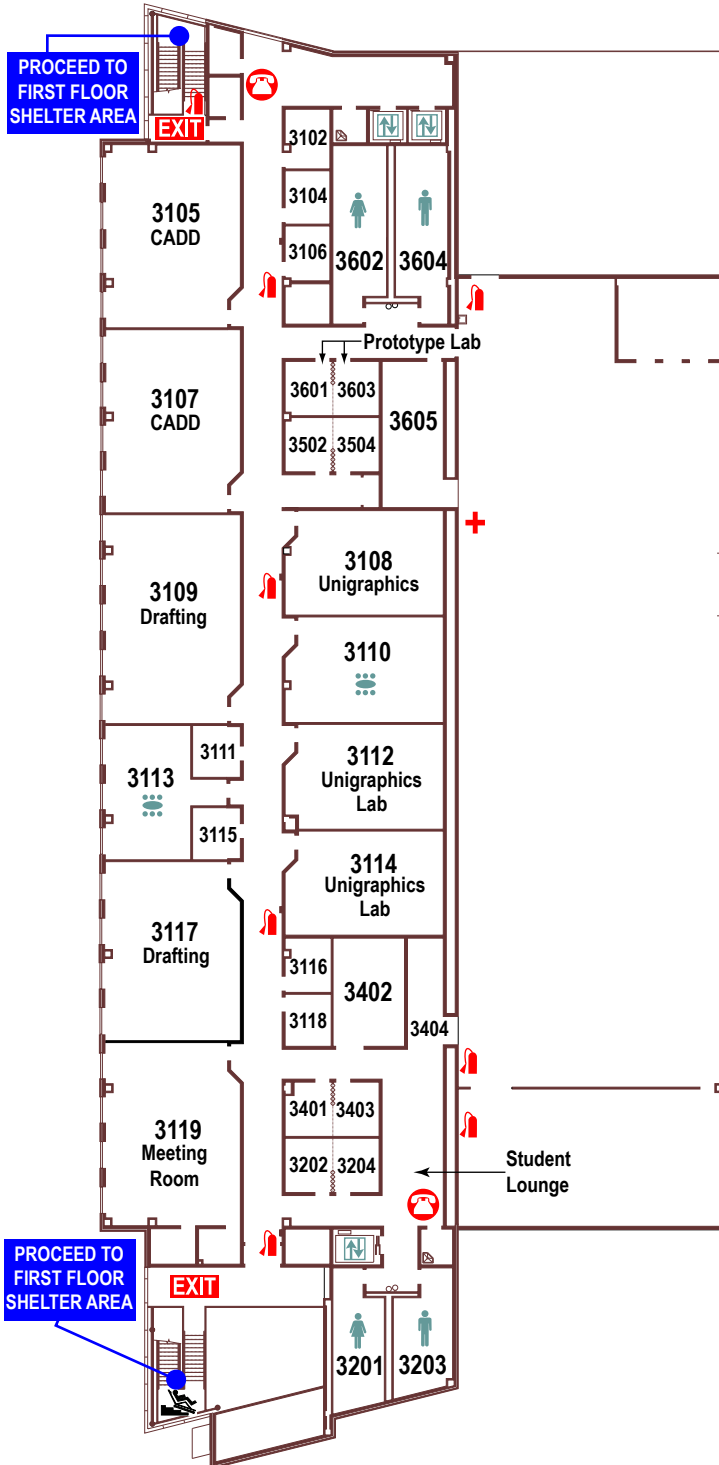 PROCEED TO
FIRST FLOOR
SHELTER AREA
EXIT
3102
3104
3105
CADD
3106
3602
3604
Prototype Lab
3601
3603
3107
CADD
3605
3502
3504
3108
Unigraphics
3109
Drafting
3110
3111
3112
Unigraphics
Lab
3113
3115
3114
Unigraphics
Lab
3117
Drafting
3116
3402
3118
3404
3401
3403
3119
Meeting
Room
3202
3204
Student
Lounge
PROCEED TO
FIRST FLOOR
SHELTER AREA
EXIT
3201
3203